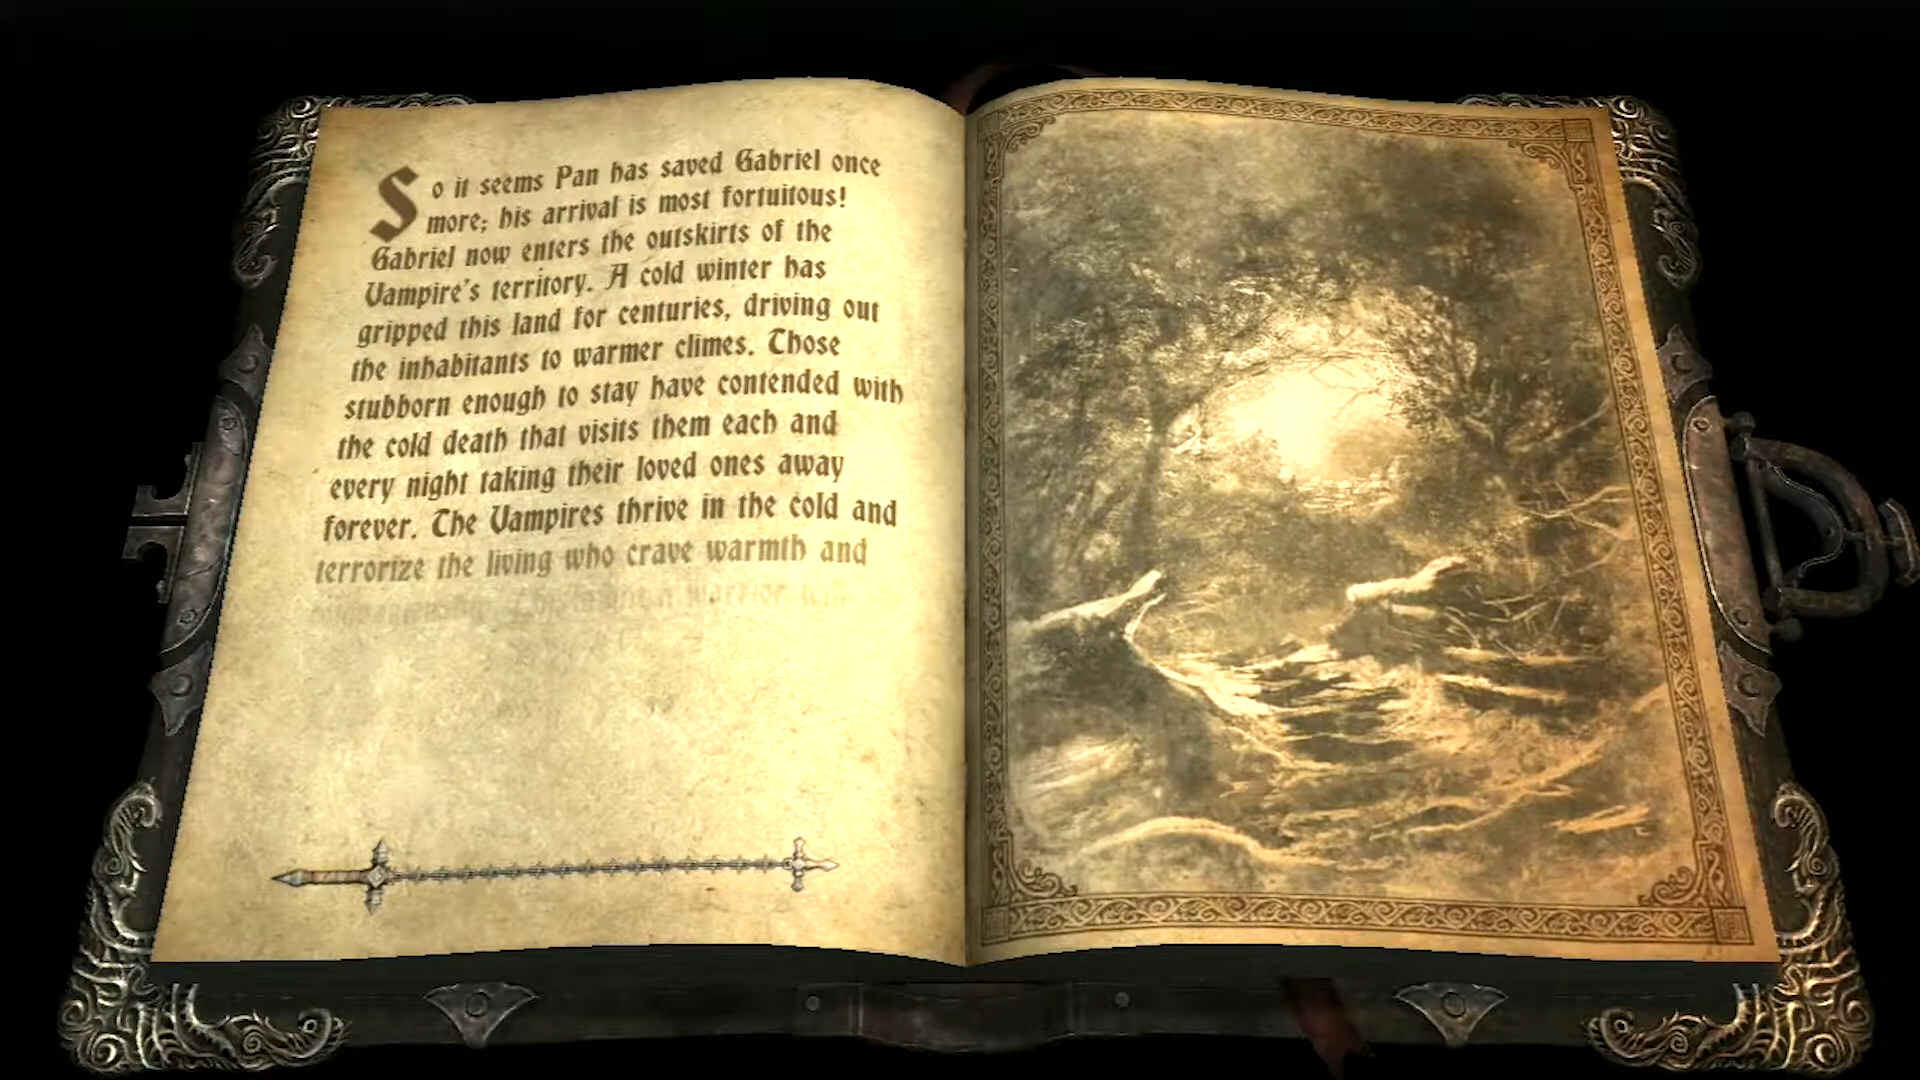 So it seems Pan has saved Gabriel once
more; his arrival is most fortuitous!
Gabriel now enters the outskirts of the
Vampire's territory. A cold winter has
gripped this land for centuries, driving out
the inhabitants to warmer climes. Those
stubborn enough to stay have contended with
the cold death that visits them each and
every night taking their loved ones away
forever. The Vampires thrive in the cold and
terrorize the living who crave warmth and
warrior